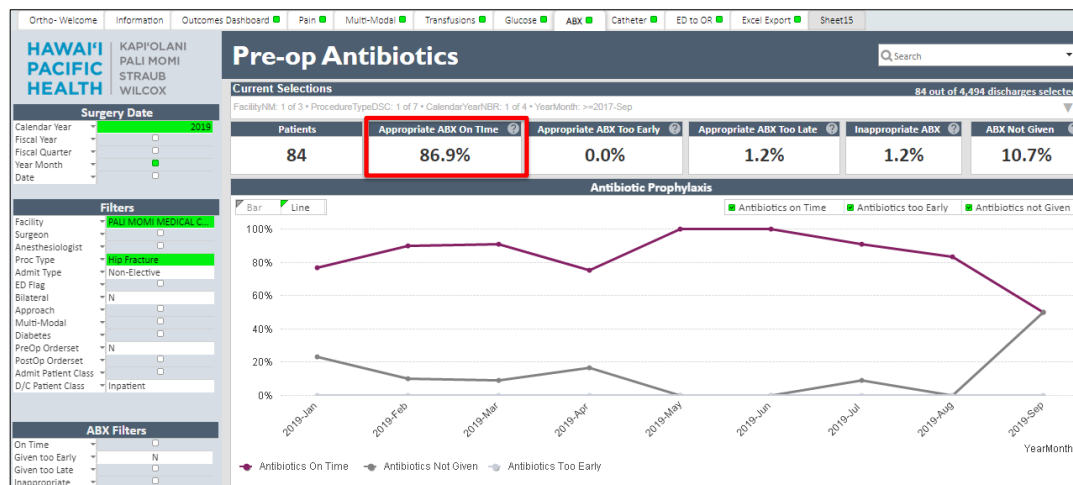 Ortho- Welcome Information Outcomes Dashboard Pain Multi-Modal Transfusions Glucose ABX Catheter ED to OR Excel Export Sheet15
HAWAI‘I PACIFIC HEALTH
KAPI‘OLANI
PALI MOMI
STRAUB
WILCOX
Pre-op Antibiotics
Search
Current Selections
84 out of 4,494 discharges selected
FacilityNM: 1 of 3 • ProcedureTypeDSC: 1 of 7 • CalendarYearNBR: 1 of 4 • YearMonth: >=2017-Sep
Surgery Date
Calendar Year 2019
Fiscal Year
Fiscal Quarter
Year Month
Date
Filters
Facility PALI MOMI MEDICAL C...
Surgeon
Anesthesiologist
Proc Type Hip Fracture
Admit Type Non-Elective
ED Flag
Bilateral N
Approach
Multi-Modal
Diabetes
PreOp Orderset N
PostOp Orderset
Admit Patient Class
D/C Patient Class Inpatient
ABX Filters
On Time
Given too Early N
Given too Late
Inappropriate
Patients
84
Appropriate ABX On TIme ?
86.9%
Appropriate ABX Too Early ?
0.0%
Appropriate ABX Too Late ?
1.2%
Inappropriate ABX ?
1.2%
ABX Not Given
10.7%
Antibiotic Prophylaxis
Bar Line
Antibiotics on Time Antibiotics too Early Antibiotics not Given
100%
80%
60%
40%
20%
0%
2019-Jan 2019-Feb 2019-Mar 2019-Apr 2019-May 2019-Jun 2019-Jul 2019-Aug 2019-Sep
YearMonth
Antibiotics On Time Antibiotics Not Given Antibiotics Too Early